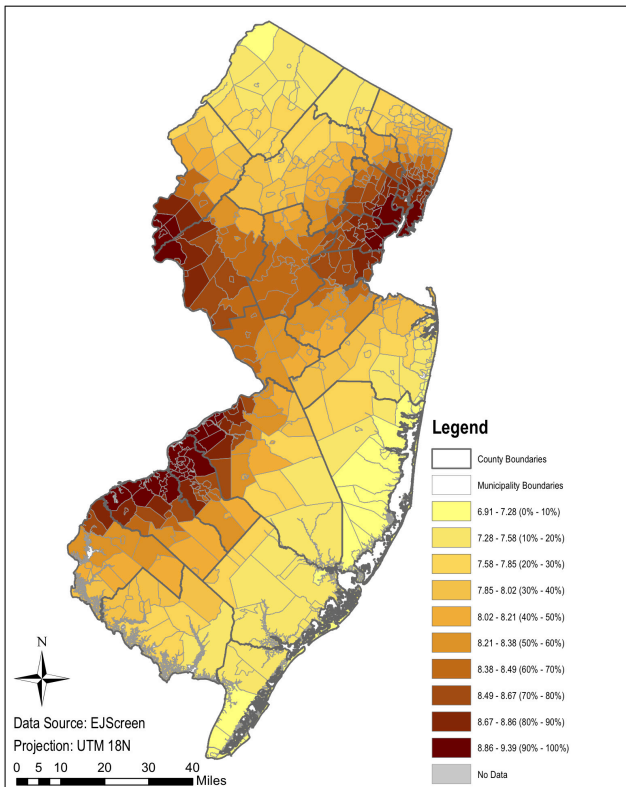 Legend
County Boundaries
Municipality Boundaries
6.91 - 7.28 (0% - 10%)
7.28 - 7.58 (10% - 20%)
7.58 - 7.85 (20% - 30%)
7.85 - 8.02 (30% - 40%)
8.02 - 8.21 (40% - 50%)
8.21 - 8.38 (50% - 60%)
8.38 - 8.49 (60% - 70%)
8.49 - 8.67 (70% - 80%)
8.67 - 8.86 (80% - 90%)
8.86 - 9.39 (90% - 100%)
No Data
N
Data Source: EJScreen
Projection: UTM 18N
0 5 10 20 30 40 Miles